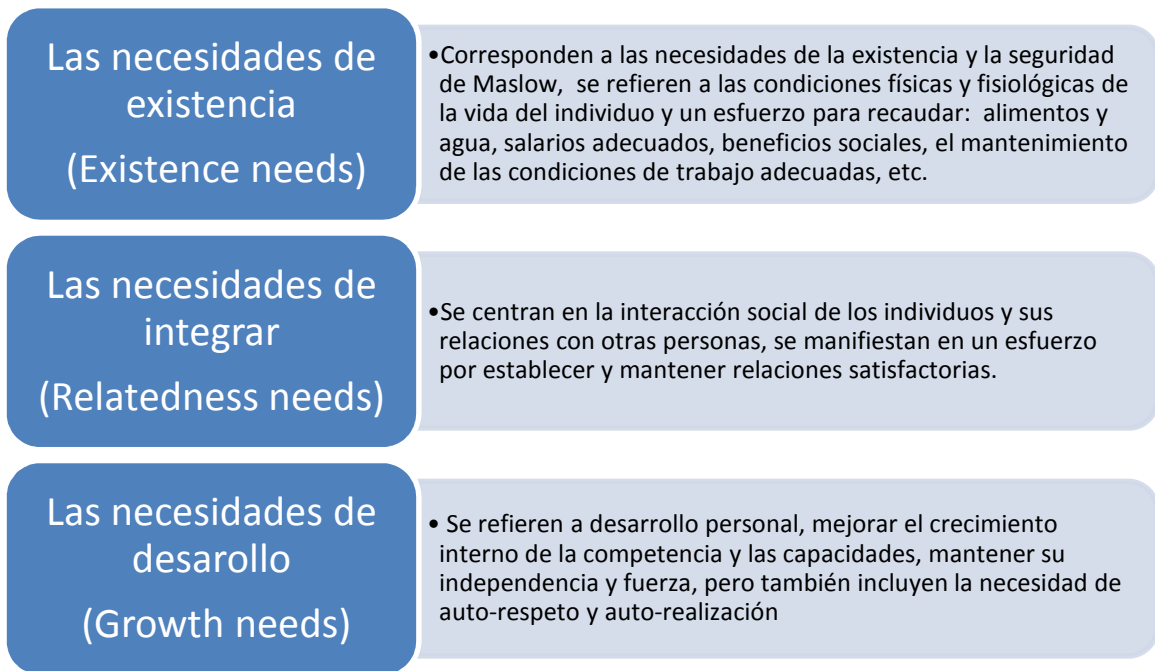 Las necesidades de
existencia
(Existence needs)
•Corresponden a las necesidades de la existencia y la seguridad
de Maslow, se refieren a las condiciones físicas y fisiológicas de
la vida del individuo y un esfuerzo para recaudar: alimentos y
agua, salarios adecuados, beneficios sociales, el mantenimiento
de las condiciones de trabajo adecuadas, etc.
Las necesidades de
integrar
(Relatedness needs)
•Se centran en la interacción social de los individuos y sus
relaciones con otras personas, se manifiestan en un esfuerzo
por establecer y mantener relaciones satisfactorias.
Las necesidades de
desarollo
(Growth needs)
• Se refieren a desarrollo personal, mejorar el crecimiento
interno de la competencia y las capacidades, mantener su
independencia y fuerza, pero también incluyen la necesidad de
auto-respeto y auto-realización